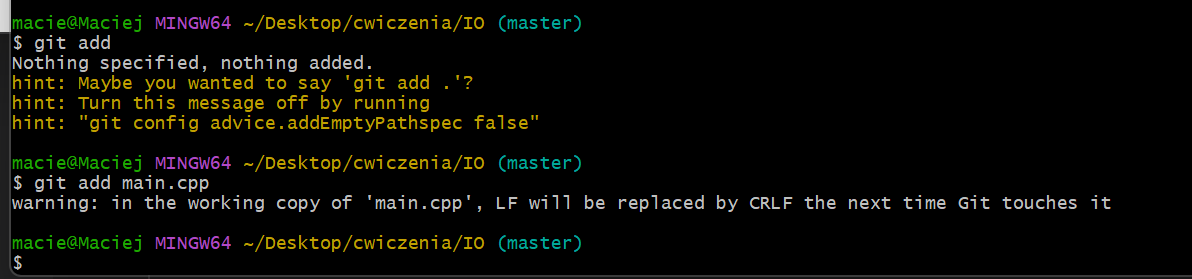 macie@Maciej MINGW64 ~/Desktop/cwiczenia/IO (master)
$ git add
Nothing specified, nothing added.
hint: Maybe you wanted to say 'git add .'?
hint: Turn this message off by running
hint: "git config advice.addEmptyPathspec false"
macie@Maciej MINGW64 ~/Desktop/cwiczenia/IO (master)
$ git add main.cpp
warning: in the working copy of 'main.cpp', LF will be replaced by CRLF the next time Git touches it
macie@Maciej MINGW64 ~/Desktop/cwiczenia/IO (master)
$